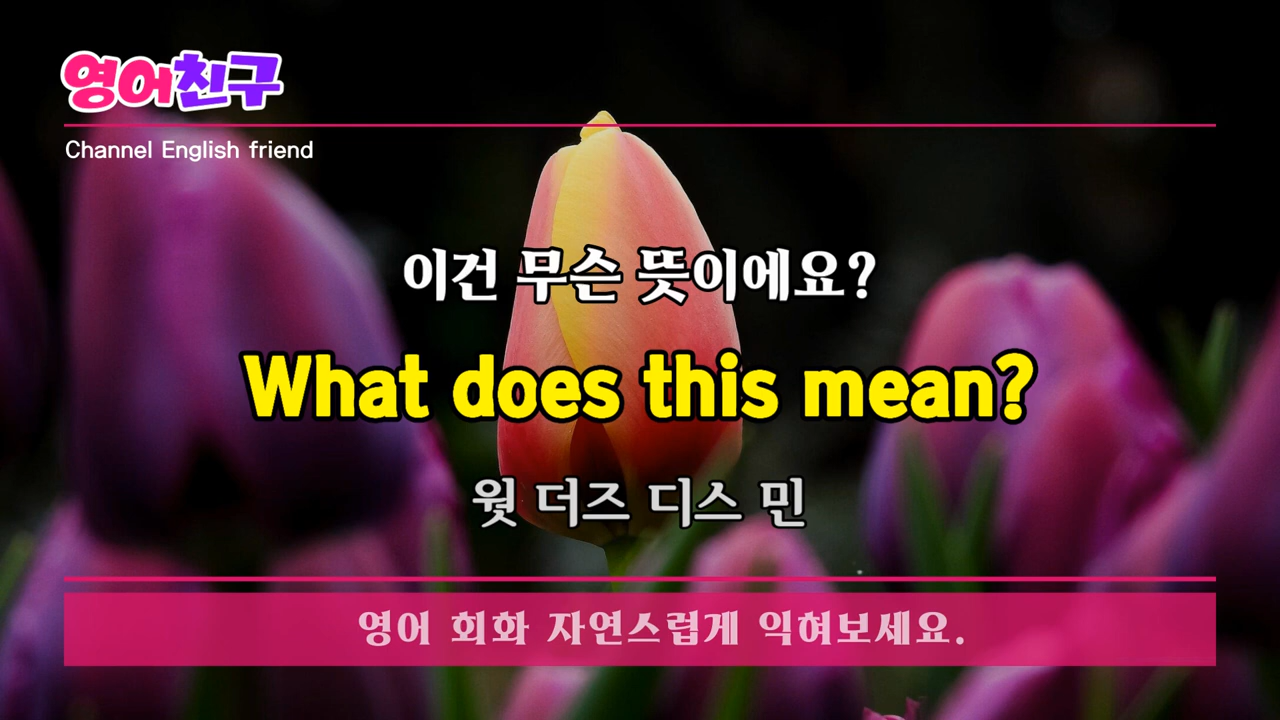 영어친구
Channel English friend
이건 무슨 뜻이에요?
What does this mean?
웟 더즈 디스 민
영어 회화 자연스럽게 익혀보세요.